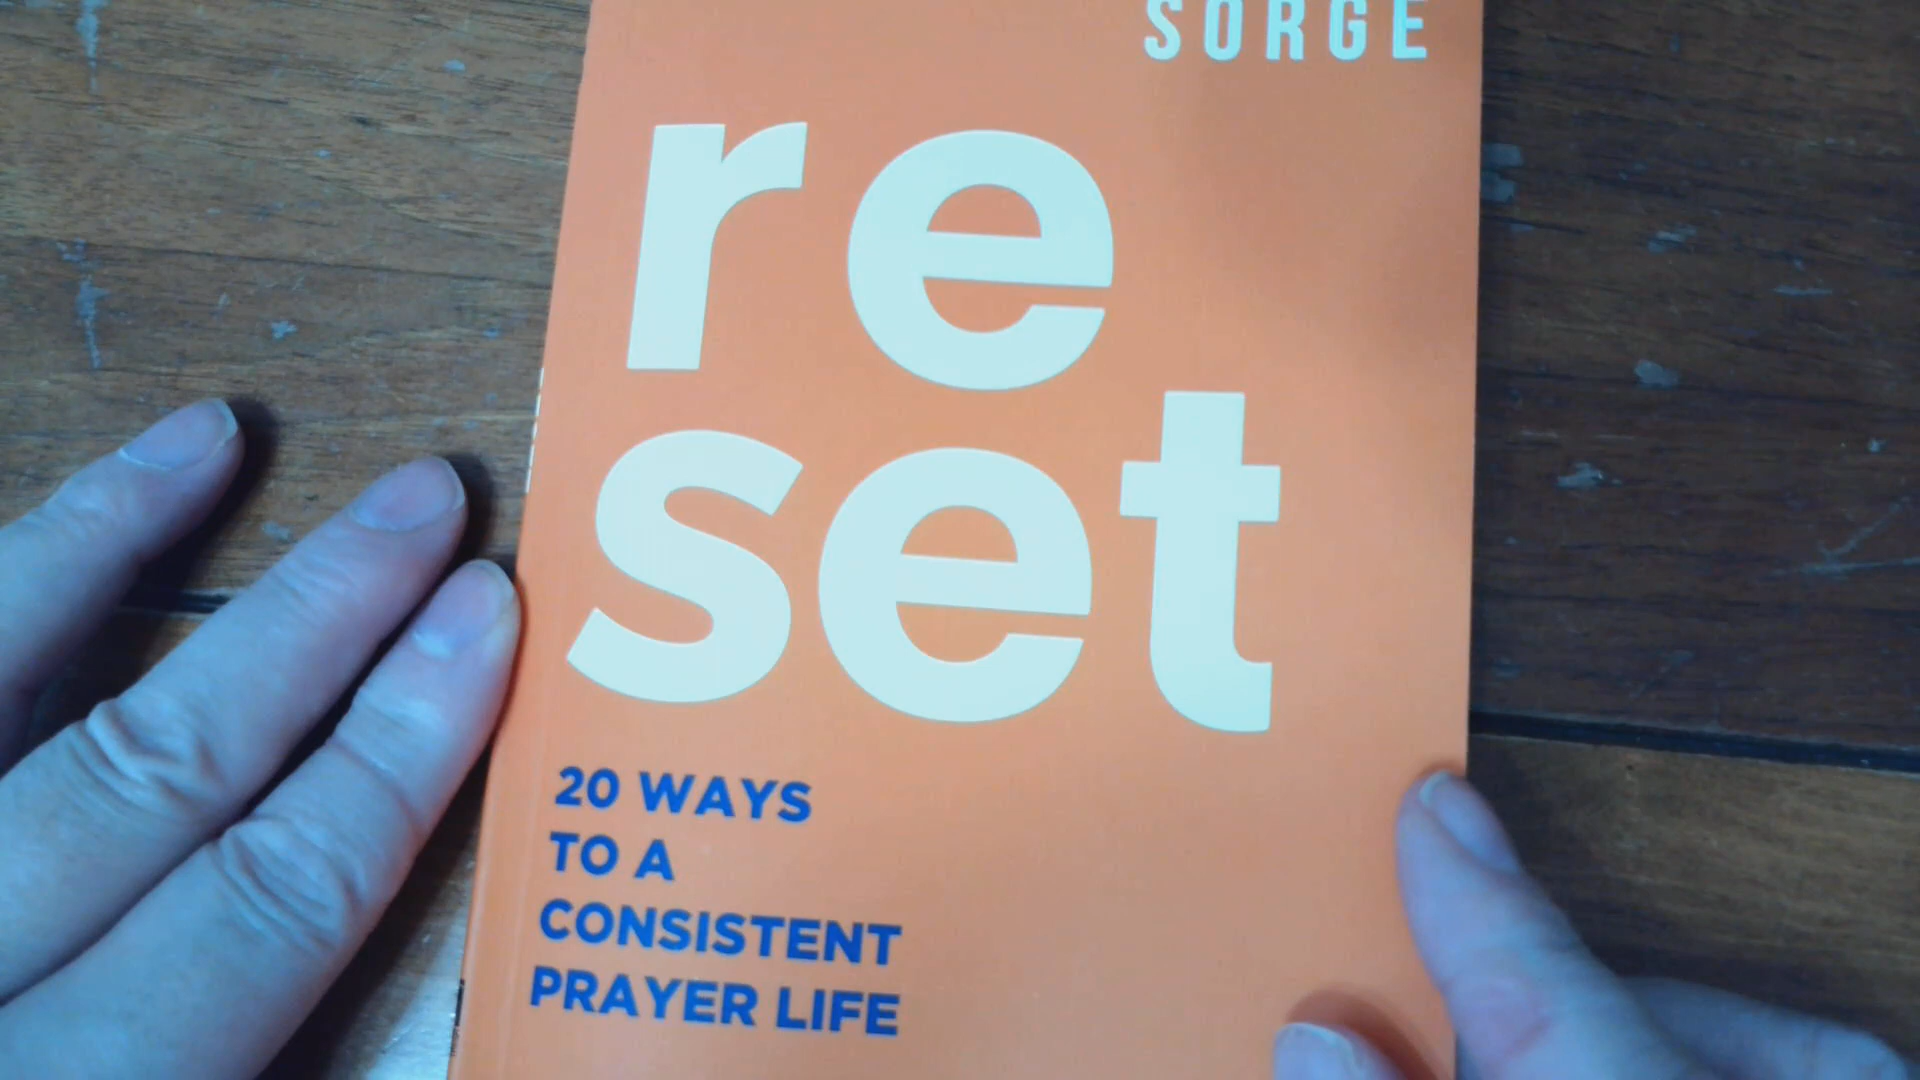 SORGE
re
set
20 WAYS
TO A
CONSISTENT
PRAYER LIFE